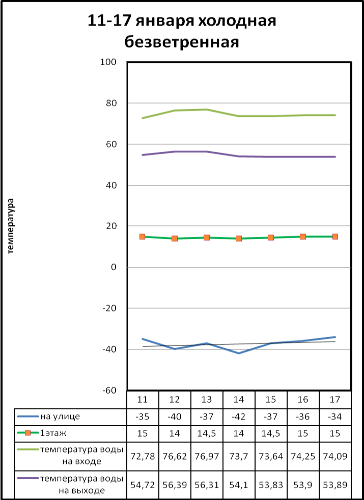 11-17 января холодная
безветренная
температура
100
80
60
40
20
0
-20
-40
-60
11 12 13 14 15 16 17
на улице -35 -40 -37 -42 -37 -36 -34
1этаж 15 14 14,5 14 14,5 15 15
температура воды
на входе 72,78 76,62 76,97 73,7 73,64 74,25 74,09
температура воды
на выходе 54,72 56,39 56,31 54,2 53,83 53,9 53,89